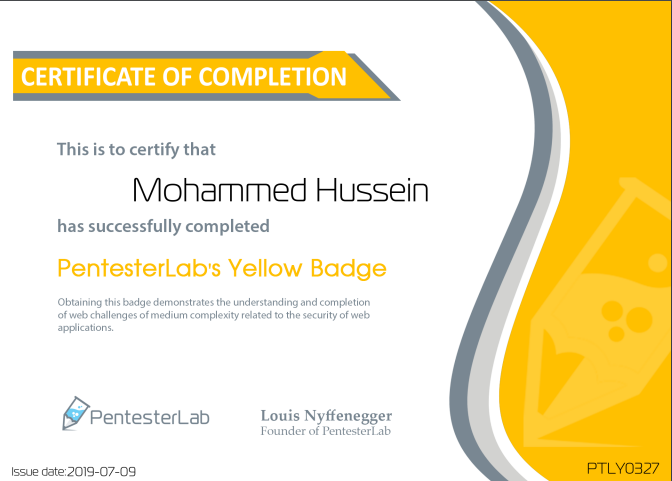 CERTIFICATE OF COMPLETION
This is to certify that
Mohammed Hussein
has successfully completed
PentesterLab's Yellow Badge
Obtaining this badge demonstrates the understanding and completion
of web challenges of medium complexity related to the security of web
applications.
PentesterLab
Louis Nyffenegger
Founder of PentesterLab
Issue date:2019-07-09
PTLY0327